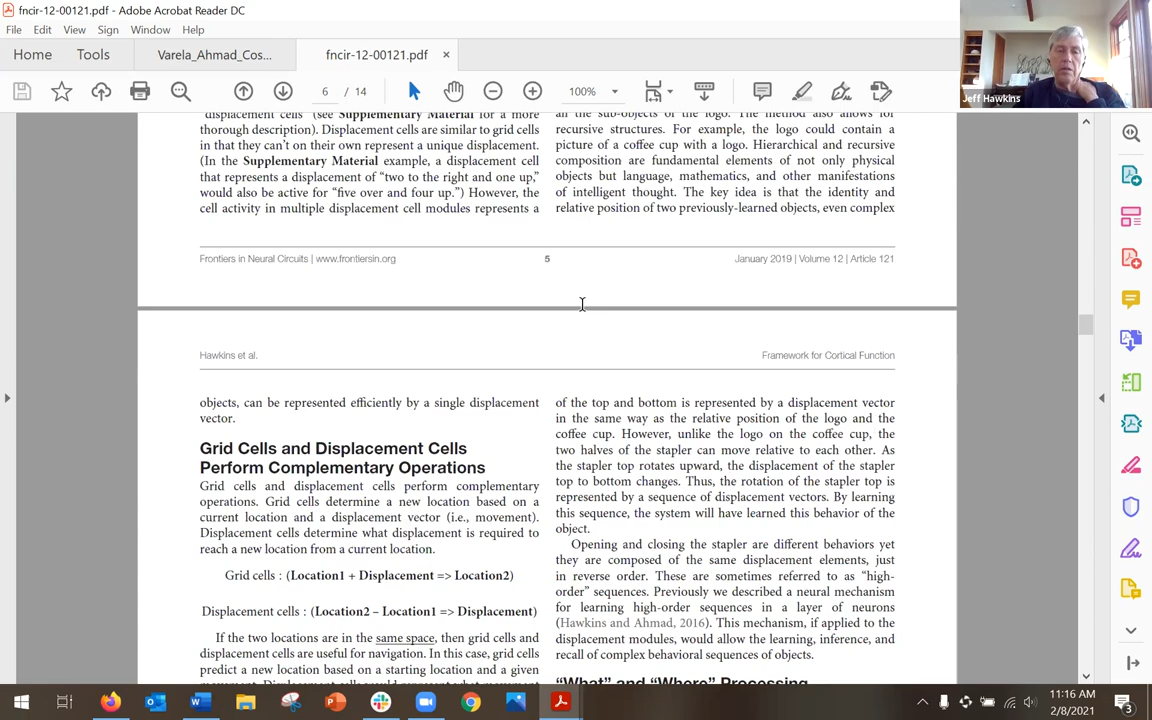 fncir-12-00121.pdf - Adobe Acrobat Reader DC
File Edit View Sign Window Help
Home Tools Varela_Ahmad_Cos... fncir-12-00121.pdf ×
6 / 14 100%
Jeff Hawkins
displacement cells (see Supplementary Material for a more
thorough description). Displacement cells are similar to grid cells
in that they can't on their own represent a unique displacement.
(In the Supplementary Material example, a displacement cell
that represents a displacement of “two to the right and one up,”
would also be active for “five over and four up.”) However, the
cell activity in multiple displacement cell modules represents a
all the sub-objects of the logo. The method also allows for
recursive structures. For example, the logo could contain a
picture of a coffee cup with a logo. Hierarchical and recursive
composition are fundamental elements of not only physical
objects but language, mathematics, and other manifestations
of intelligent thought. The key idea is that the identity and
relative position of two previously-learned objects, even complex
Frontiers in Neural Circuits | www.frontiersin.org 5 January 2019 | Volume 12 | Article 121
Hawkins et al. Framework for Cortical Function
objects, can be represented efficiently by a single displacement
vector.
Grid Cells and Displacement Cells
Perform Complementary Operations
Grid cells and displacement cells perform complementary
operations. Grid cells determine a new location based on a
current location and a displacement vector (i.e., movement).
Displacement cells determine what displacement is required to
reach a new location from a current location.
Grid cells : (Location1 + Displacement => Location2)
Displacement cells : (Location2 – Location1 => Displacement)
If the two locations are in the same space, then grid cells and
displacement cells are useful for navigation. In this case, grid cells
predict a new location based on a starting location and a given
of the top and bottom is represented by a displacement vector
in the same way as the relative position of the logo and the
coffee cup. However, unlike the logo on the coffee cup, the
two halves of the stapler can move relative to each other. As
the stapler top rotates upward, the displacement of the stapler
top to bottom changes. Thus, the rotation of the stapler top is
represented by a sequence of displacement vectors. By learning
this sequence, the system will have learned this behavior of the
object.
Opening and closing the stapler are different behaviors yet
they are composed of the same displacement elements, just
in reverse order. These are sometimes referred to as “high-
order” sequences. Previously we described a neural mechanism
for learning high-order sequences in a layer of neurons
(Hawkins and Ahmad, 2016). This mechanism, if applied to the
displacement modules, would allow the learning, inference, and
recall of complex behavioral sequences of objects.
“What” and “Where” Processing
11:16 AM
2/8/2021
3